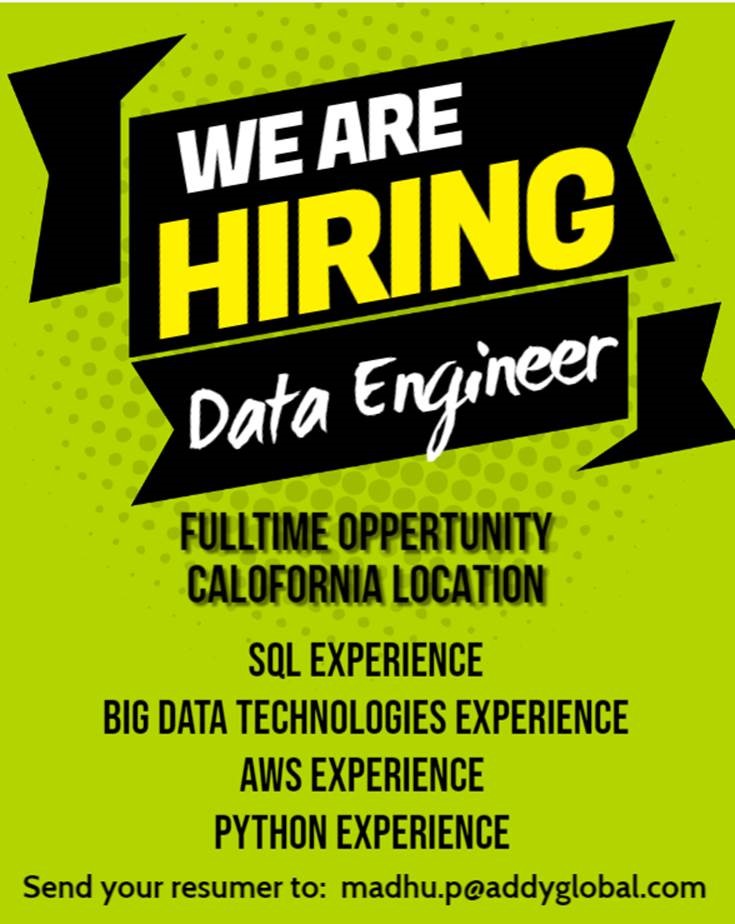 WE ARE
HIRING
Data Engineer
FULLTIME OPPERTUNITY
CALOFORNIA LOCATION
SQL EXPERIENCE
BIG DATA TECHNOLOGIES EXPERIENCE
AWS EXPERIENCE
PYTHON EXPERIENCE
Send your resumer to: madhu.p@addyglobal.com